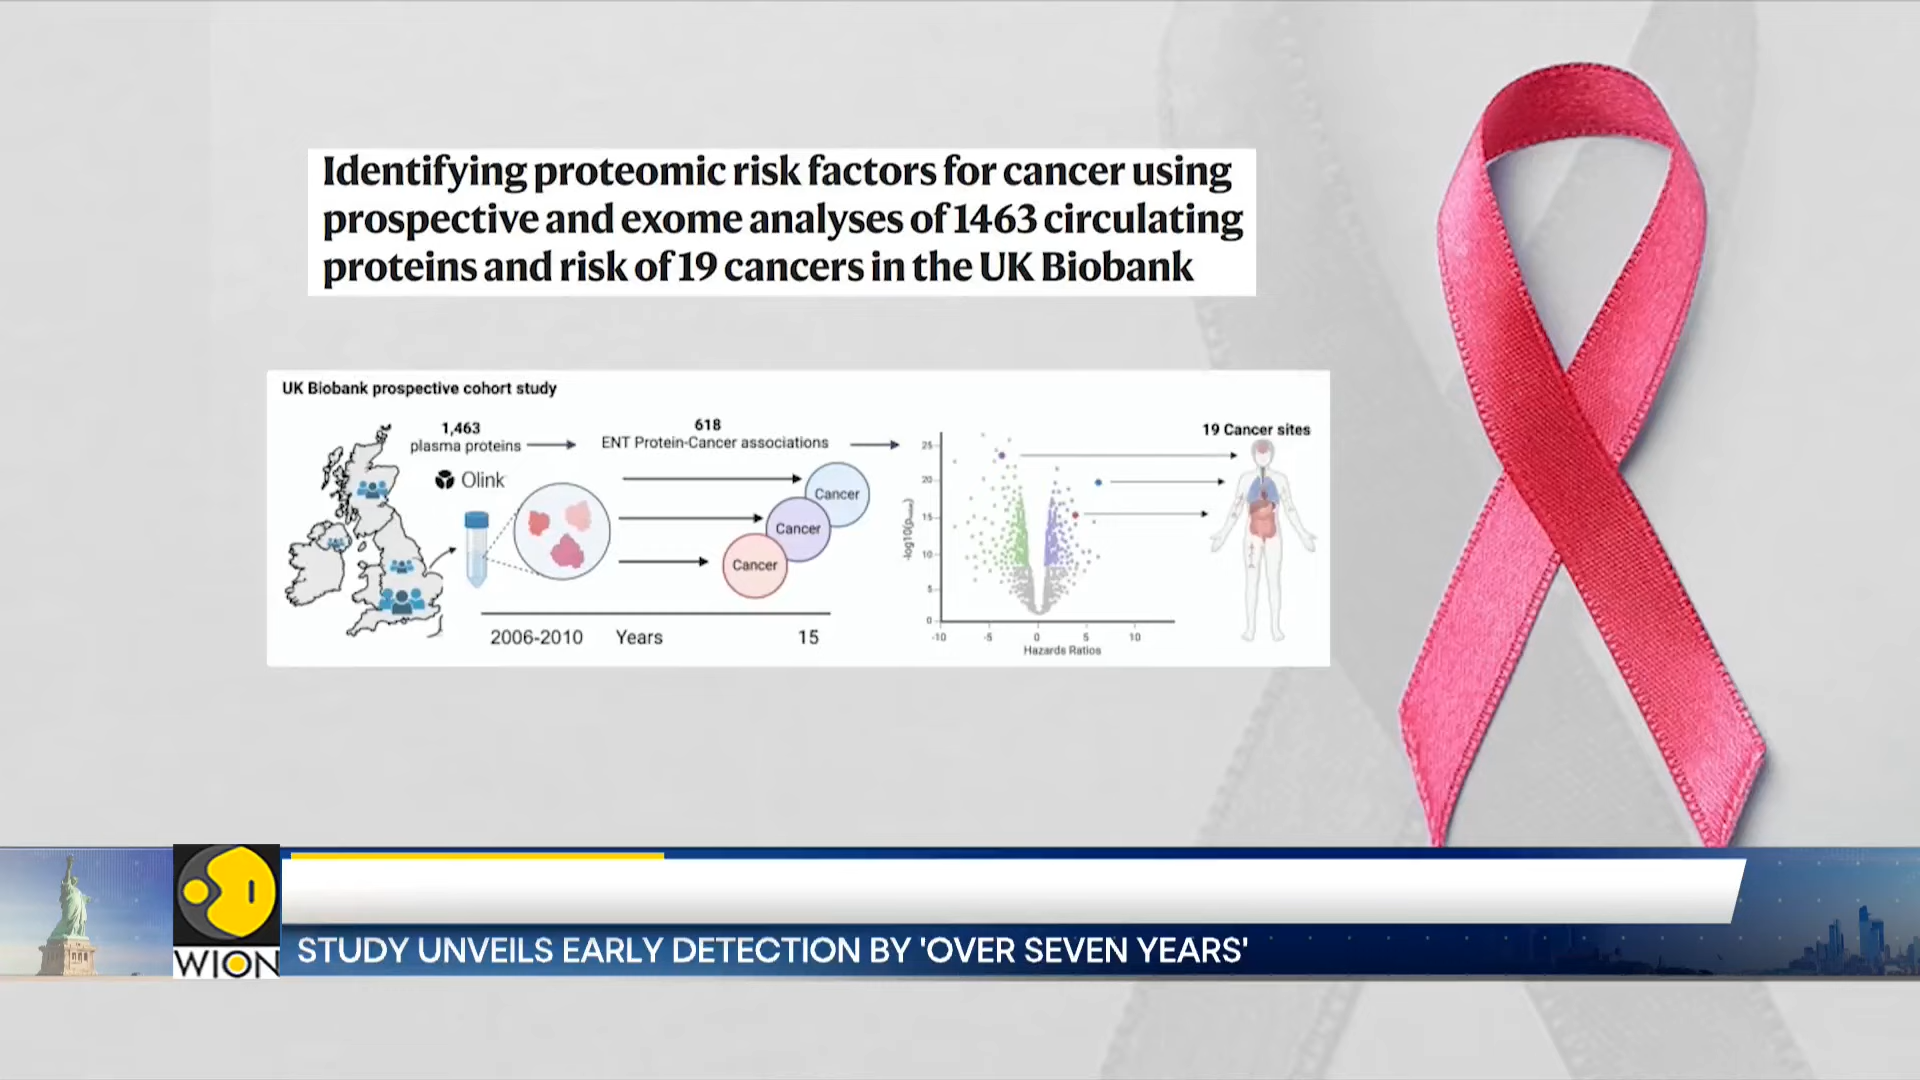 Identifying proteomic risk factors for cancer using
prospective and exome analyses of 1463 circulating
proteins and risk of 19 cancers in the UK Biobank
UK Biobank prospective cohort study
1,463
plasma proteins
618
ENT Protein-Cancer associations
19 Cancer sites
Olink
Cancer
Cancer
Cancer
2006-2010 Years 15
25
20
15
10
5
0
-10 -5 0 5 10
Hazards Ratios
WION
STUDY UNVEILS EARLY DETECTION BY 'OVER SEVEN YEARS'